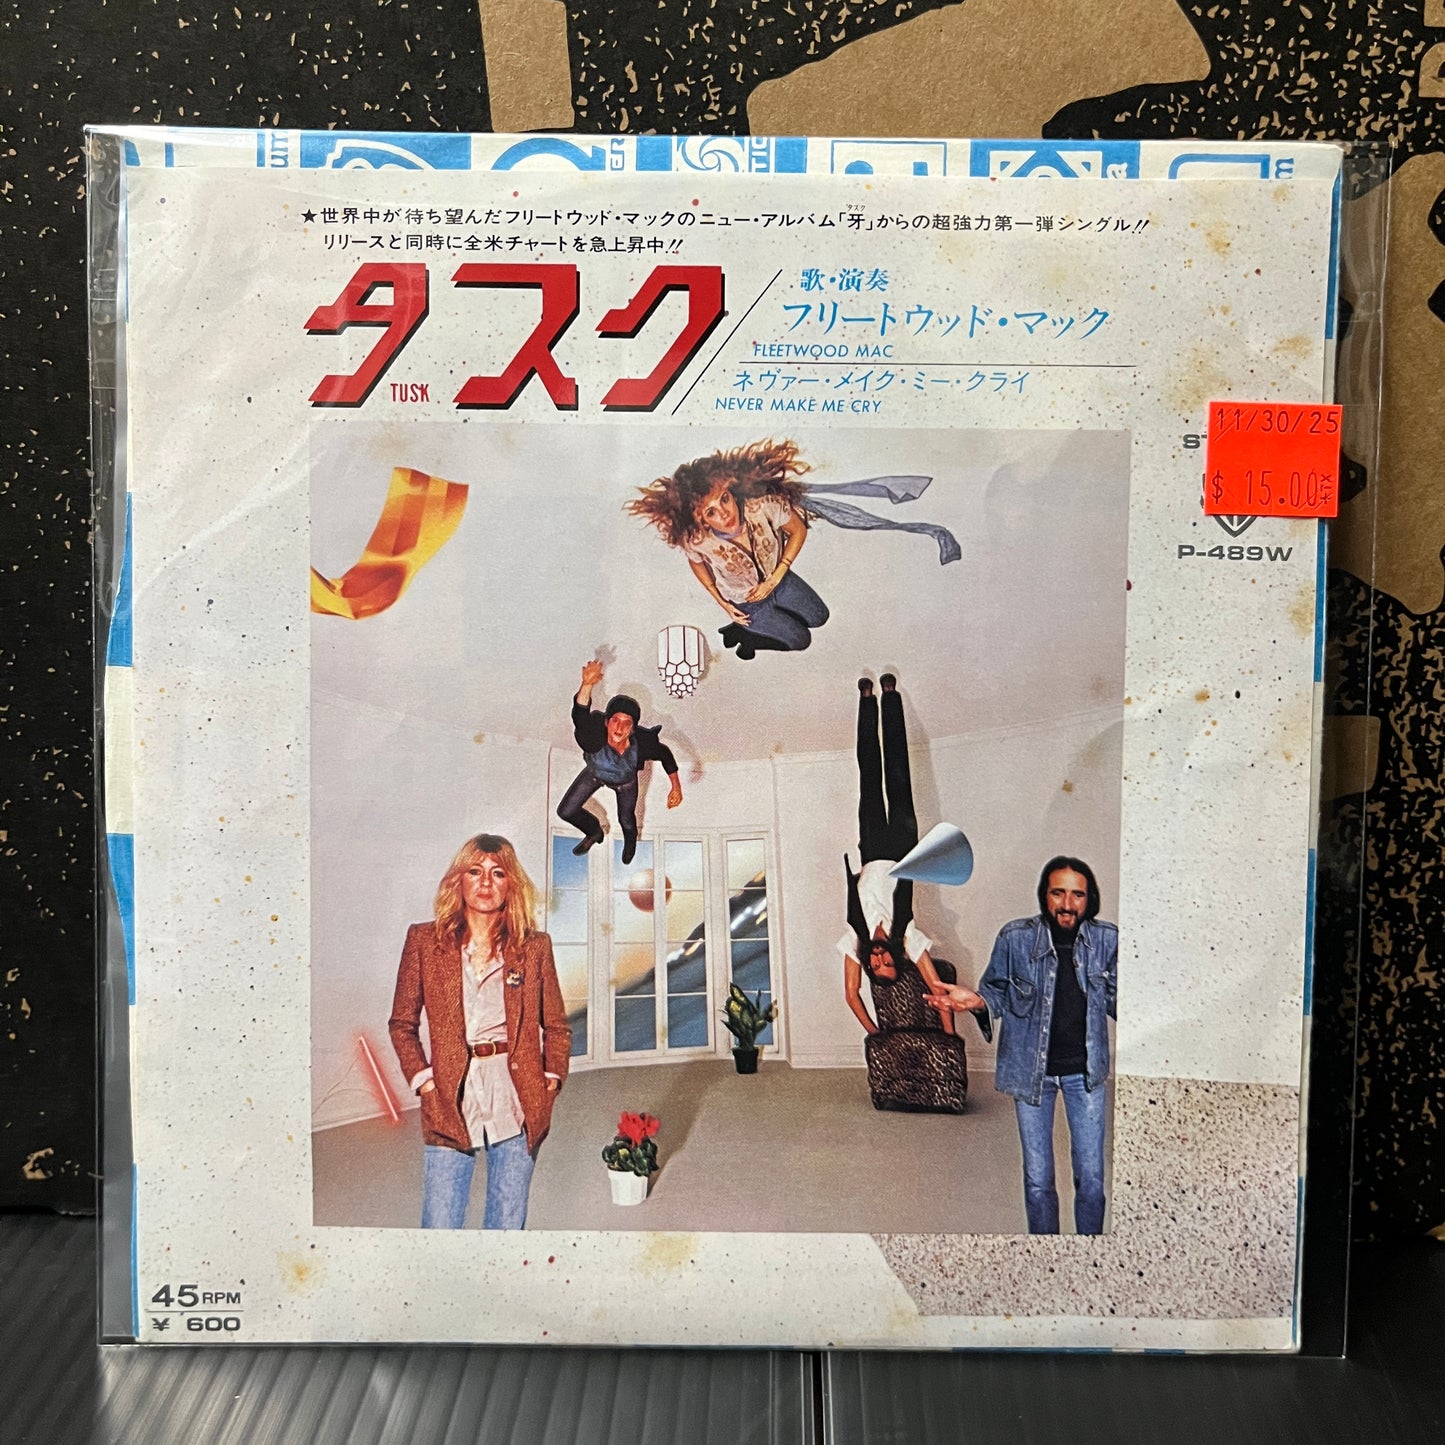 ★世界中が待ち望んだフリートウッド・マックのニュー・アルバム「牙」からの超強力第一弾シングル!!
タスク
リリースと同時に全米チャートを急上昇中!!
タスク
TUSK
歌・演奏
フリートウッド・マック
FLEETWOOD MAC
ネヴァー・メイク・ミー・クライ
NEVER MAKE ME CRY
11/30/25
$ 15.00
P-489W
45 RPM
¥ 600